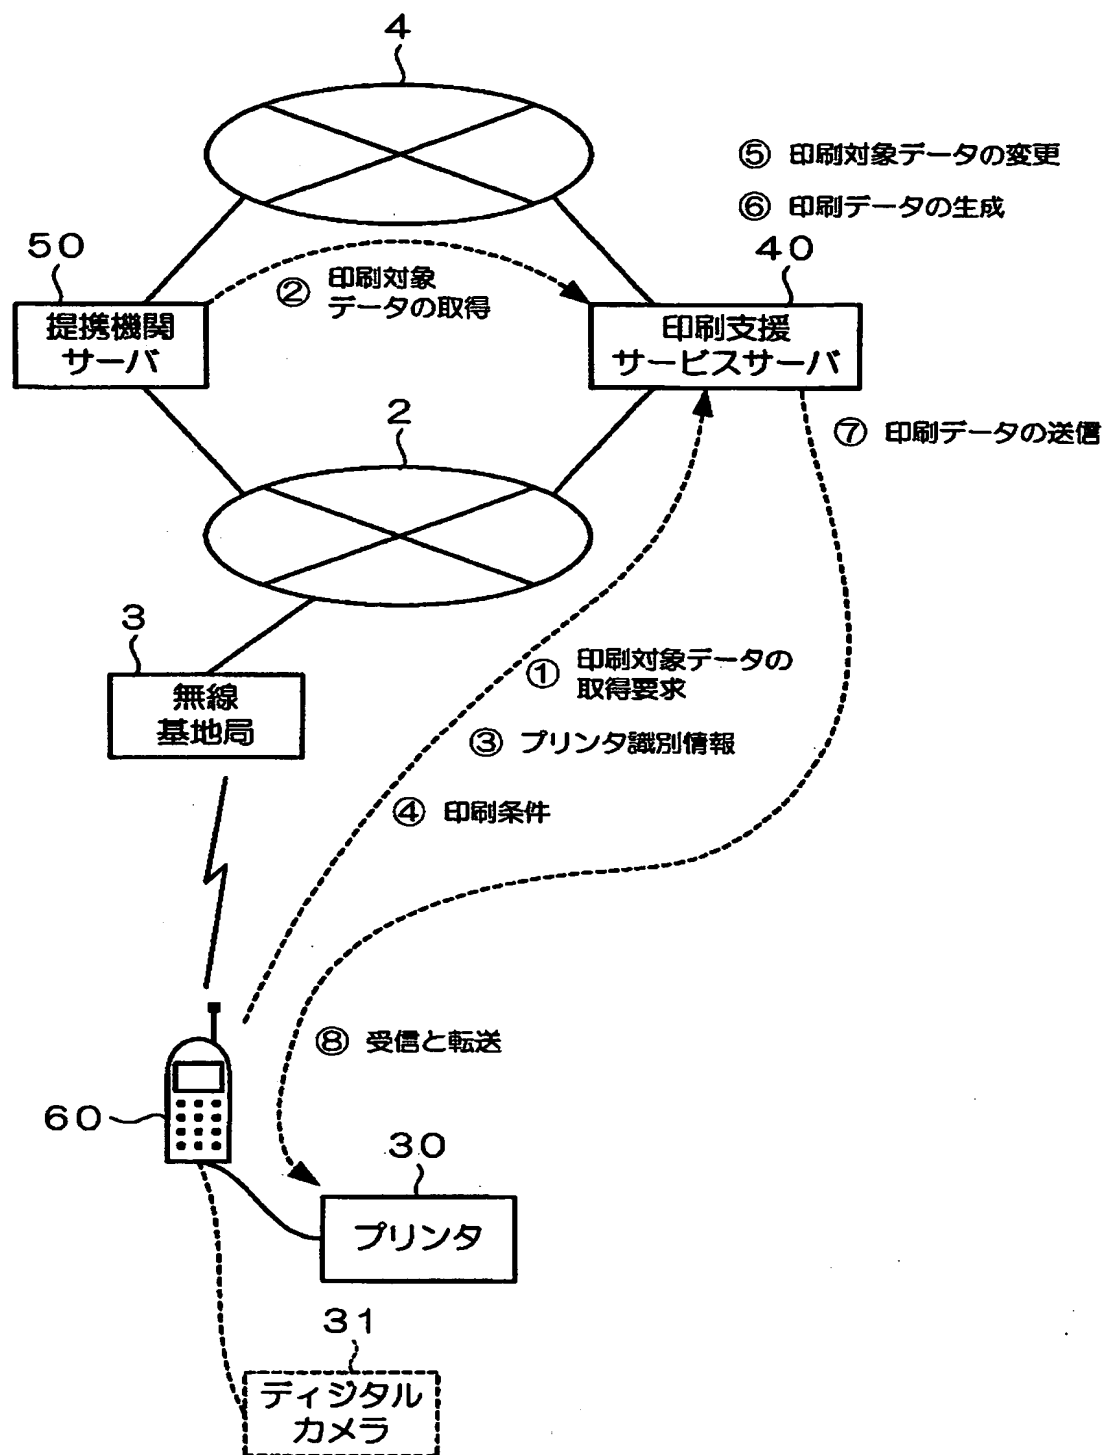 4
⑤ 印刷対象データの変更
⑥ 印刷データの生成
50
40
② 印刷対象
データの取得
提携機関
サーバ
印刷支援
サービスサーバ
2
⑦ 印刷データの送信
3
無線
基地局
① 印刷対象データの
取得要求
③ プリンタ識別情報
④ 印刷条件
⑧ 受信と転送
60
30
プリンタ
31
ディジタル
カメラ